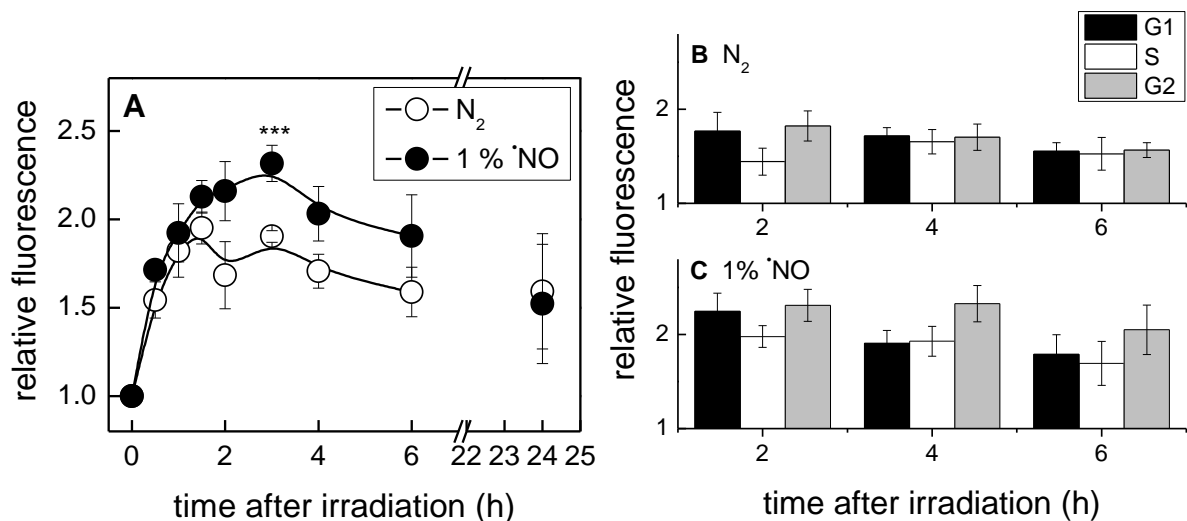 A
N₂
1 % ˙NO
***
2.5
2.0
1.5
1.0
relative fluorescence
0 2 4 6 22 23 24 25
time after irradiation (h)
G1
S
G2
B N₂
2
1
2 4 6
C 1% ˙NO
2
1
2 4 6
relative fluorescence
time after irradiation (h)